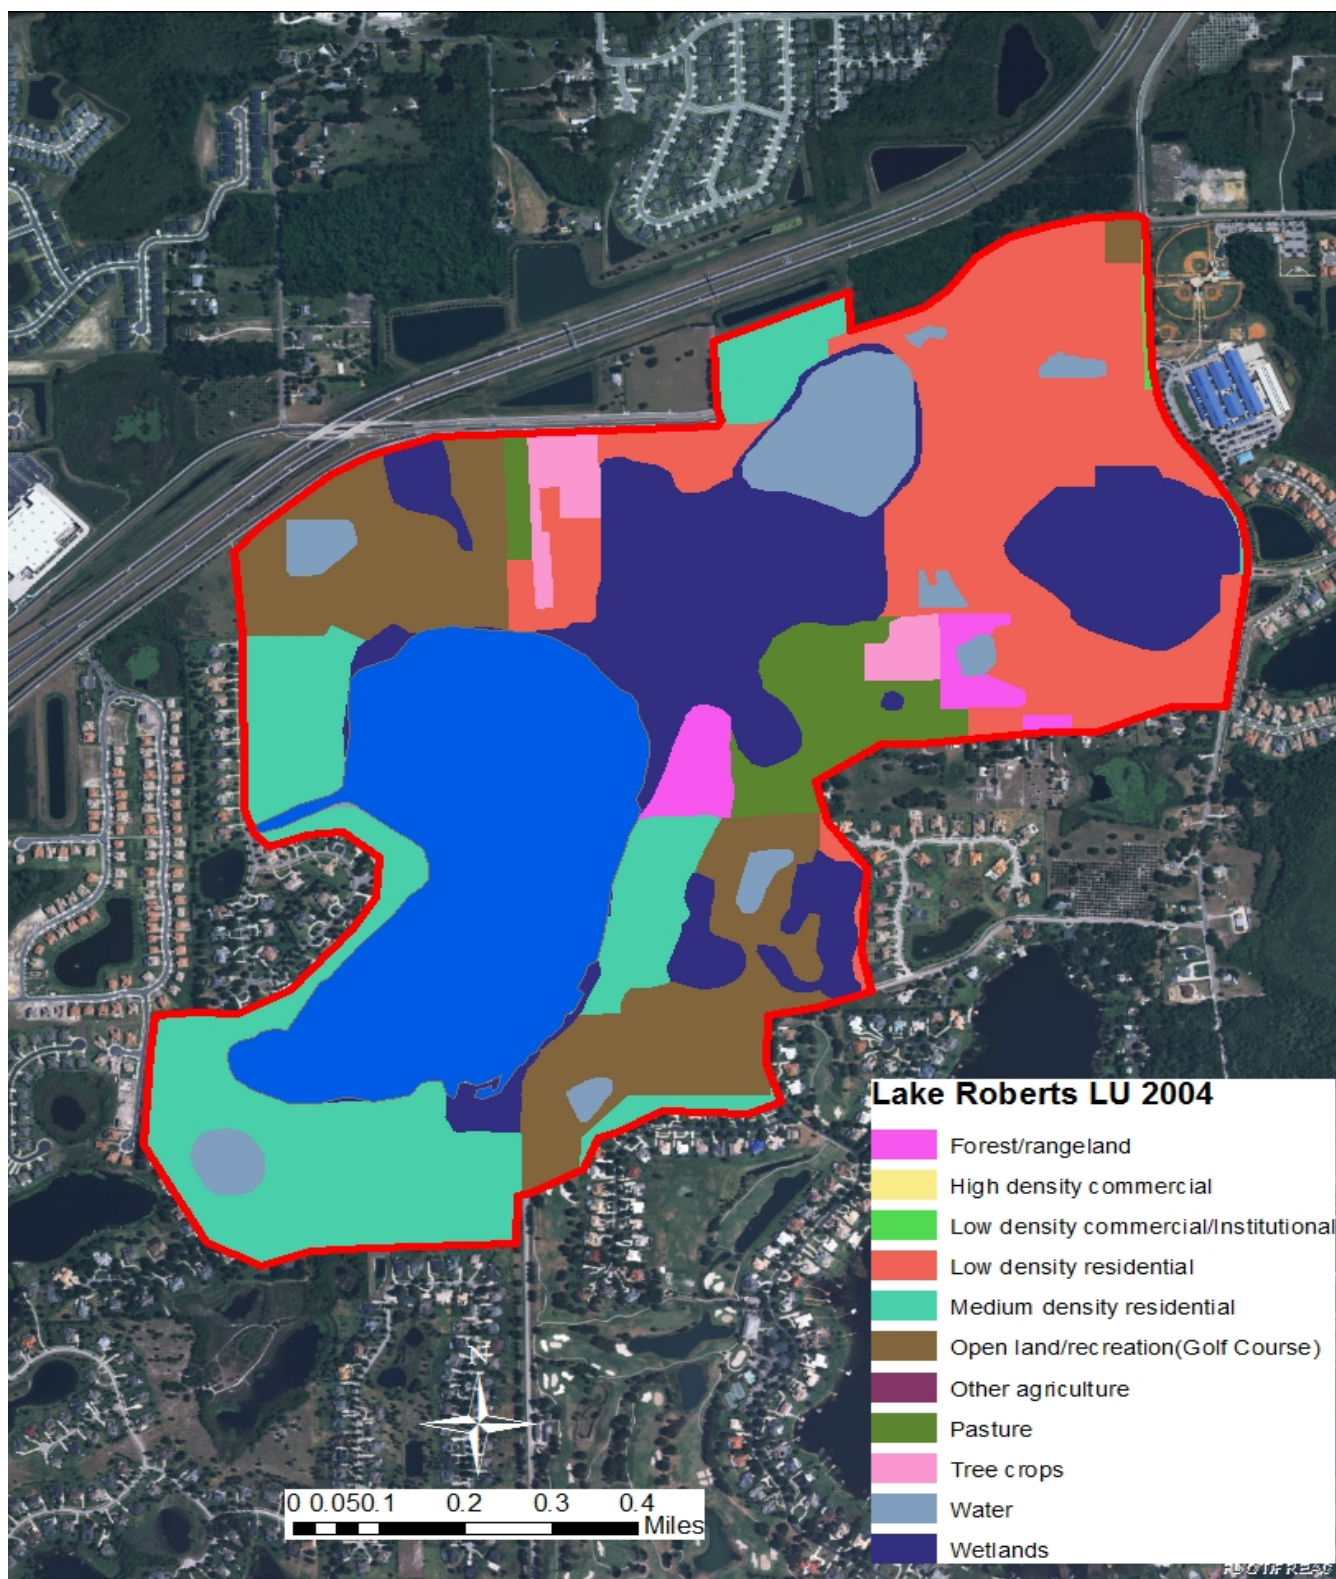 Lake Roberts LU 2004
Forest/rangeland
High density commercial
Low density commercial/Institutional
Low density residential
Medium density residential
Open land/recreation(Golf Course)
Other agriculture
Pasture
Tree crops
Water
Wetlands
N
0 0.050.1 0.2 0.3 0.4
Miles